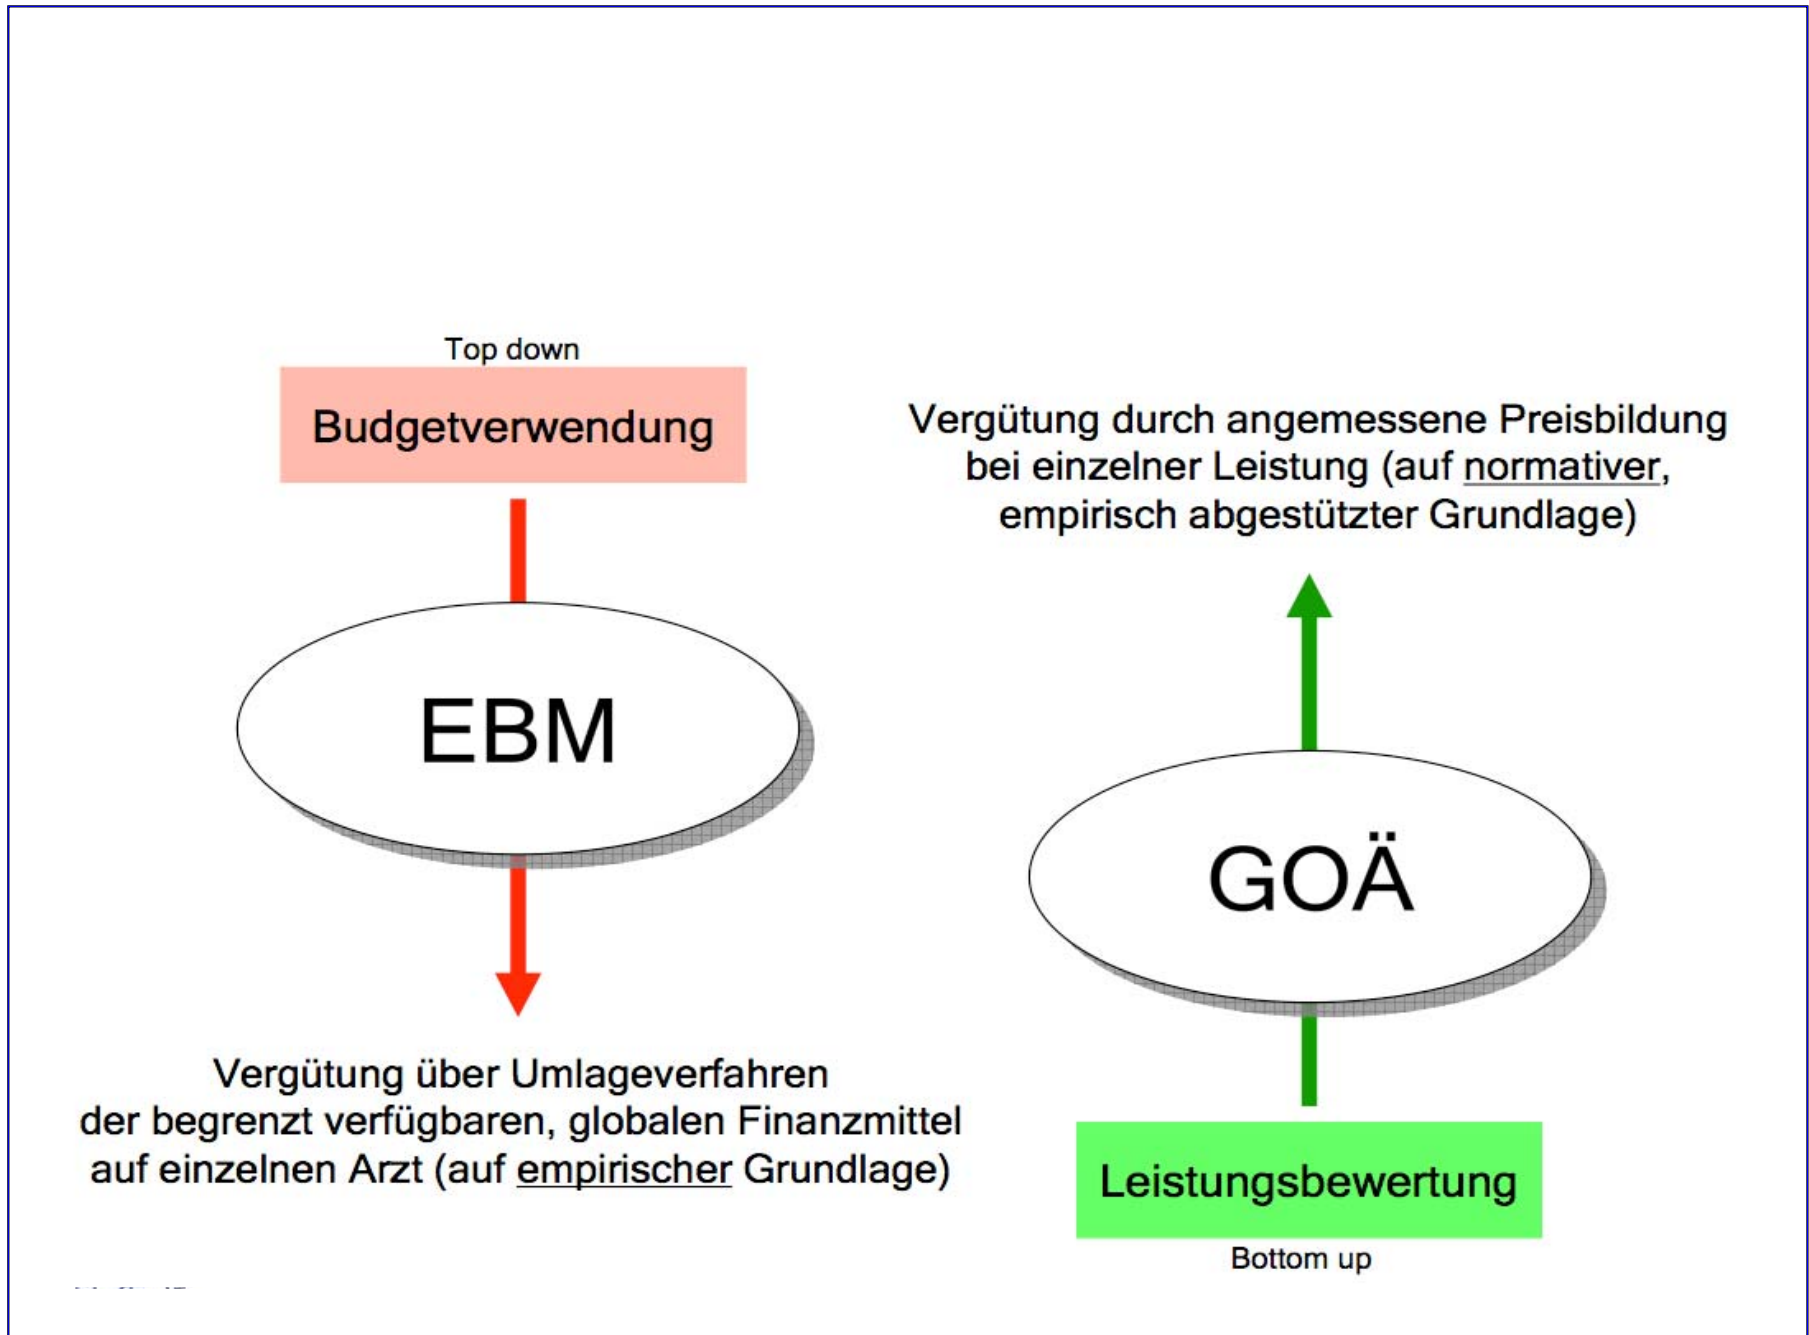 Top down
Budgetverwendung
EBM
Vergütung über Umlageverfahren
der begrenzt verfügbaren, globalen Finanzmittel
auf einzelnen Arzt (auf empirischer Grundlage)
Vergütung durch angemessene Preisbildung
bei einzelner Leistung (auf normativer,
empirisch abgestützter Grundlage)
GOÄ
Leistungsbewertung
Bottom up